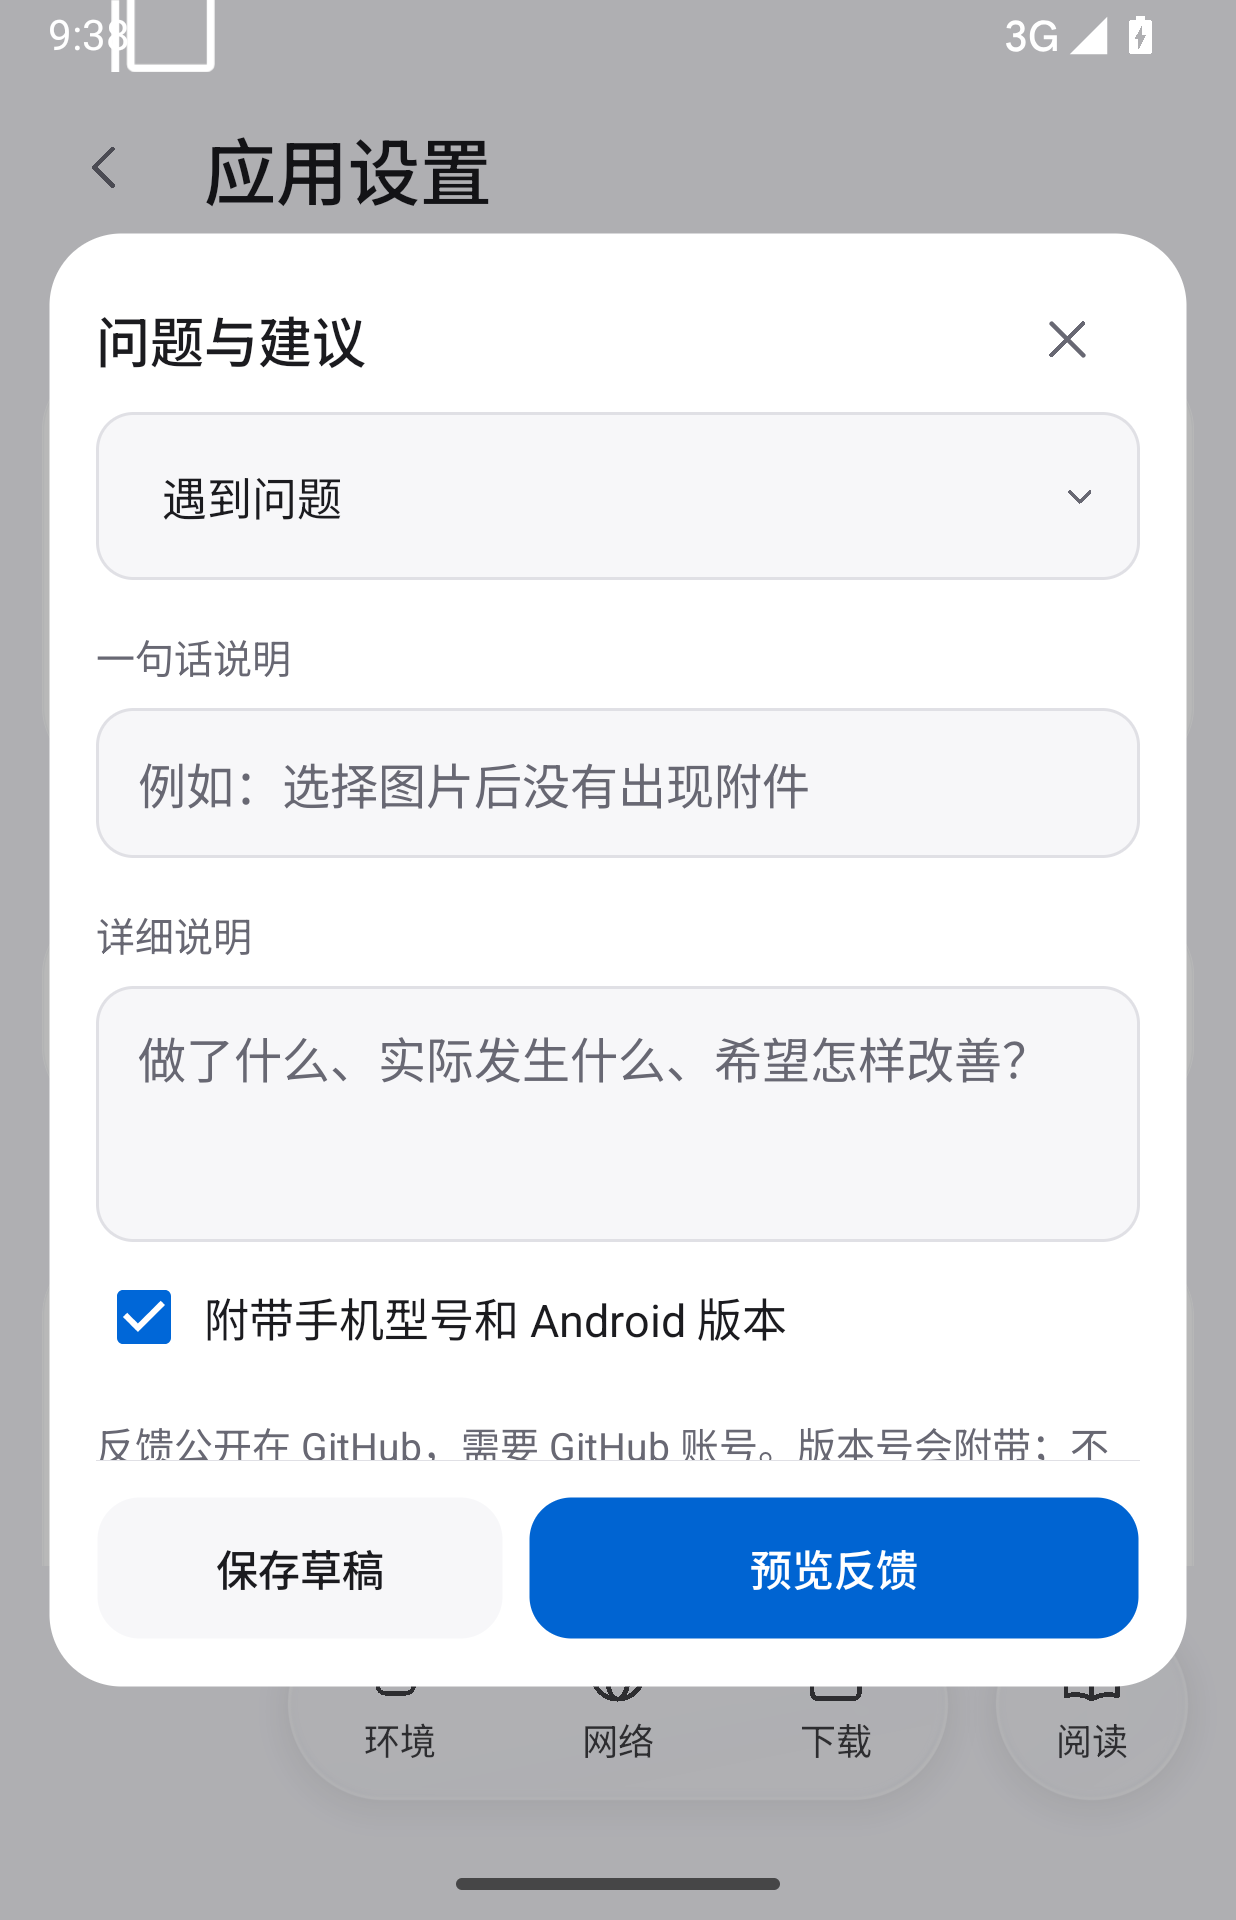 9:38
3G
应用设置
问题与建议
遇到问题
一句话说明
例如：选择图片后没有出现附件
详细说明
做了什么、实际发生什么、希望怎样改善？
附带手机型号和 Android 版本
反馈公开在 GitHub，需要 GitHub 账号。版本号会附带；不
保存草稿
预览反馈
环境
网络
下载
阅读